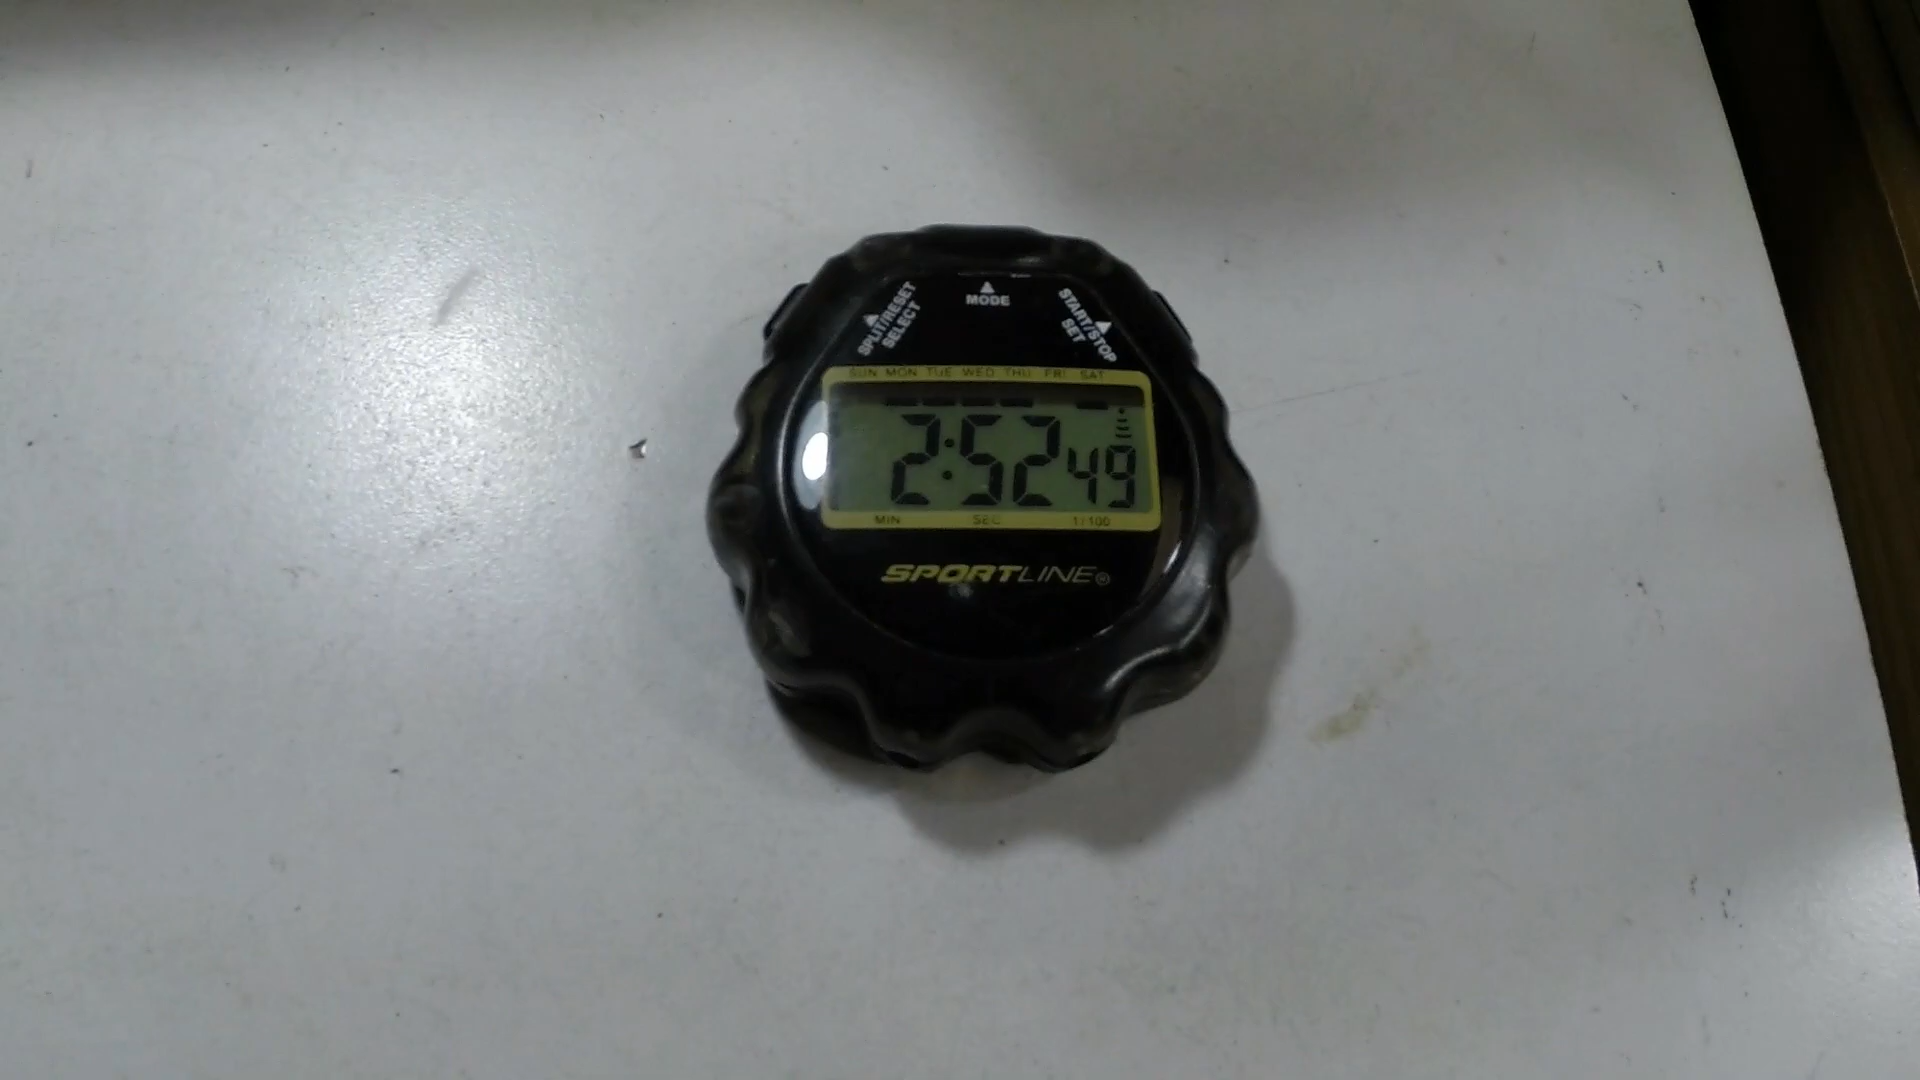 MODE
SPLIT/RESET
SELECT
START/STOP
SET
SUN MON TUE WED THU FRI SAT
2:52 49
MIN SEC 1/100
SPORTLINE®